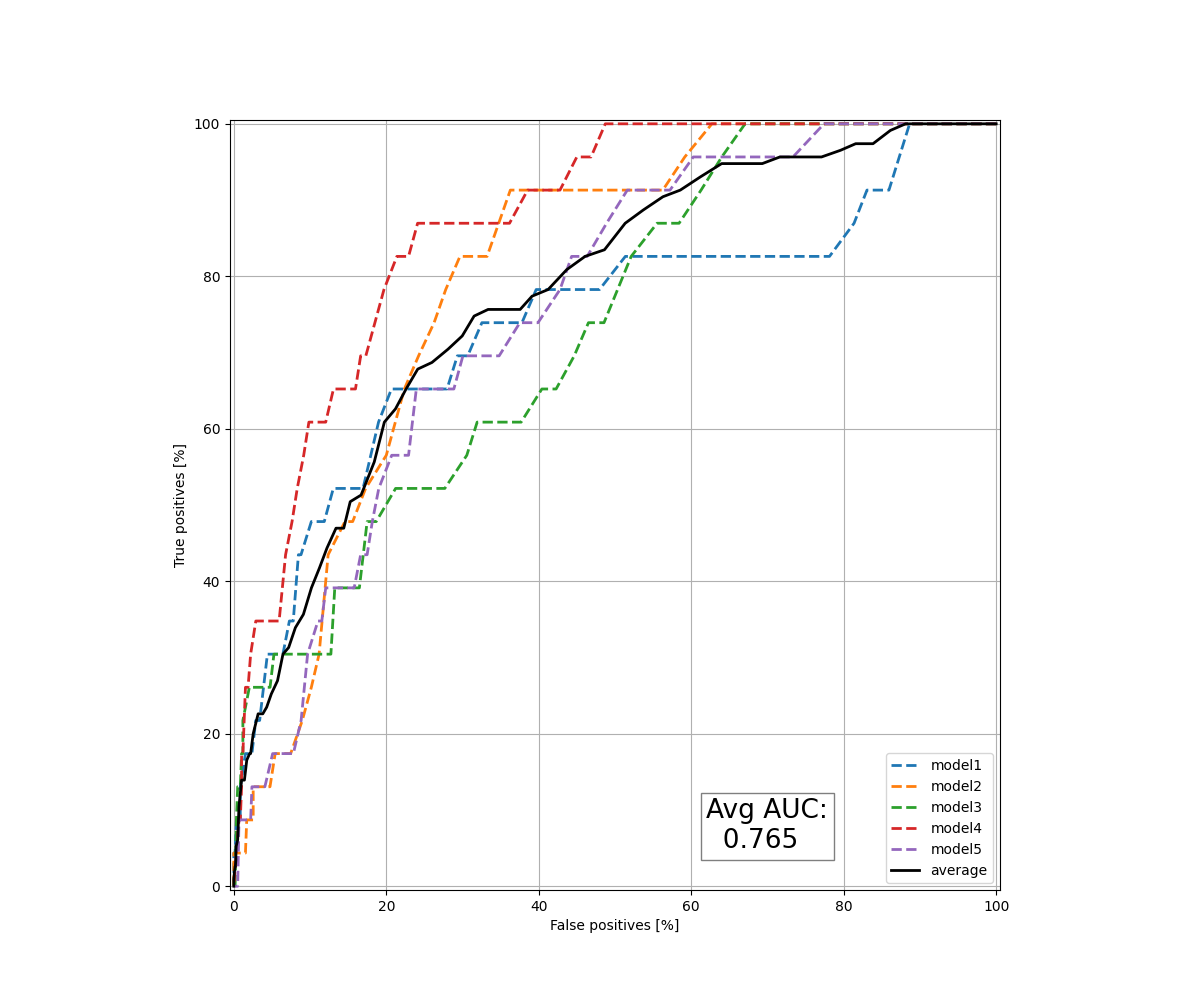 100
80
60
40
20
0
True positives [%]
0 20 40 60 80 100
False positives [%]
Avg AUC:
0.765
model1
model2
model3
model4
model5
average